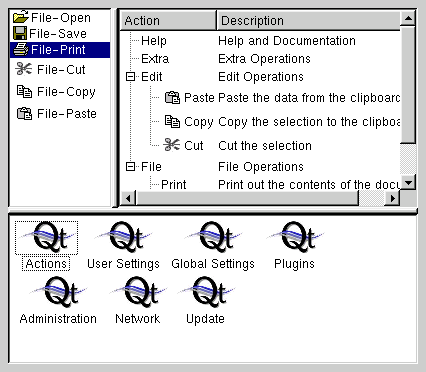 File-Open
File-Save
File-Print
File-Cut
File-Copy
File-Paste
Action Description
Help Help and Documentation
Extra Extra Operations
Edit Edit Operations
Paste Paste the data from the clipboard
Copy Copy the selection to the clipboa
Cut Cut the selection
File File Operations
Print Print out the contents of the docu
Qt Qt Qt Qt
Actions User Settings Global Settings Plugins
Qt Qt Qt
Administration Network Update